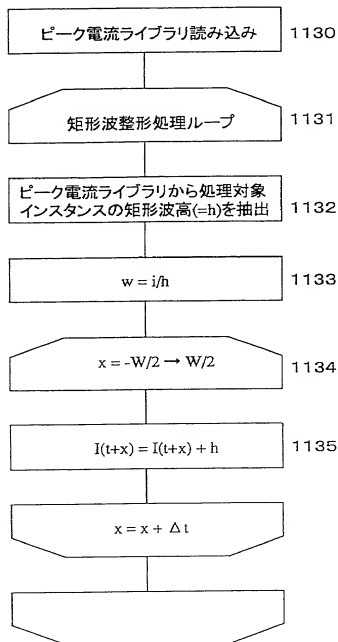 ピーク電流ライブラリ読み込み 1130
矩形波整形処理ループ 1131
ピーク電流ライブラリから処理対象
インスタンスの矩形波高(=h)を抽出 1132
w = i/h 1133
x = -W/2 → W/2 1134
I(t+x) = I(t+x) + h 1135
x = x + Δt